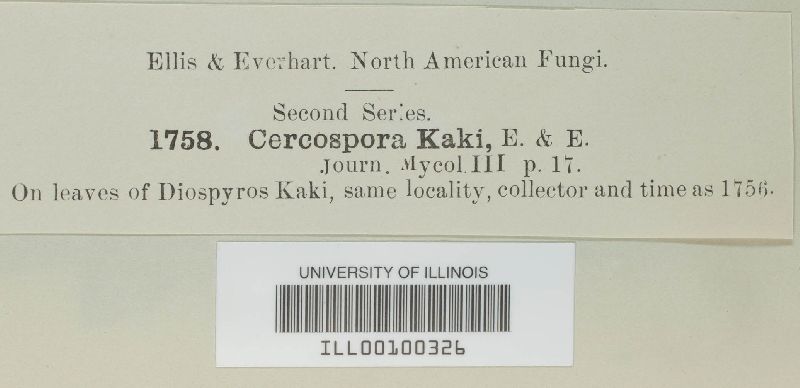 Ellis & Everhart. North American Fungi.
Second Series.
1758. Cercospora Kaki, E. & E.
Journ. Mycol. III p. 17.
On leaves of Diospyros Kaki, same locality, collector and time as 1756.
UNIVERSITY OF ILLINOIS
ILL00100326